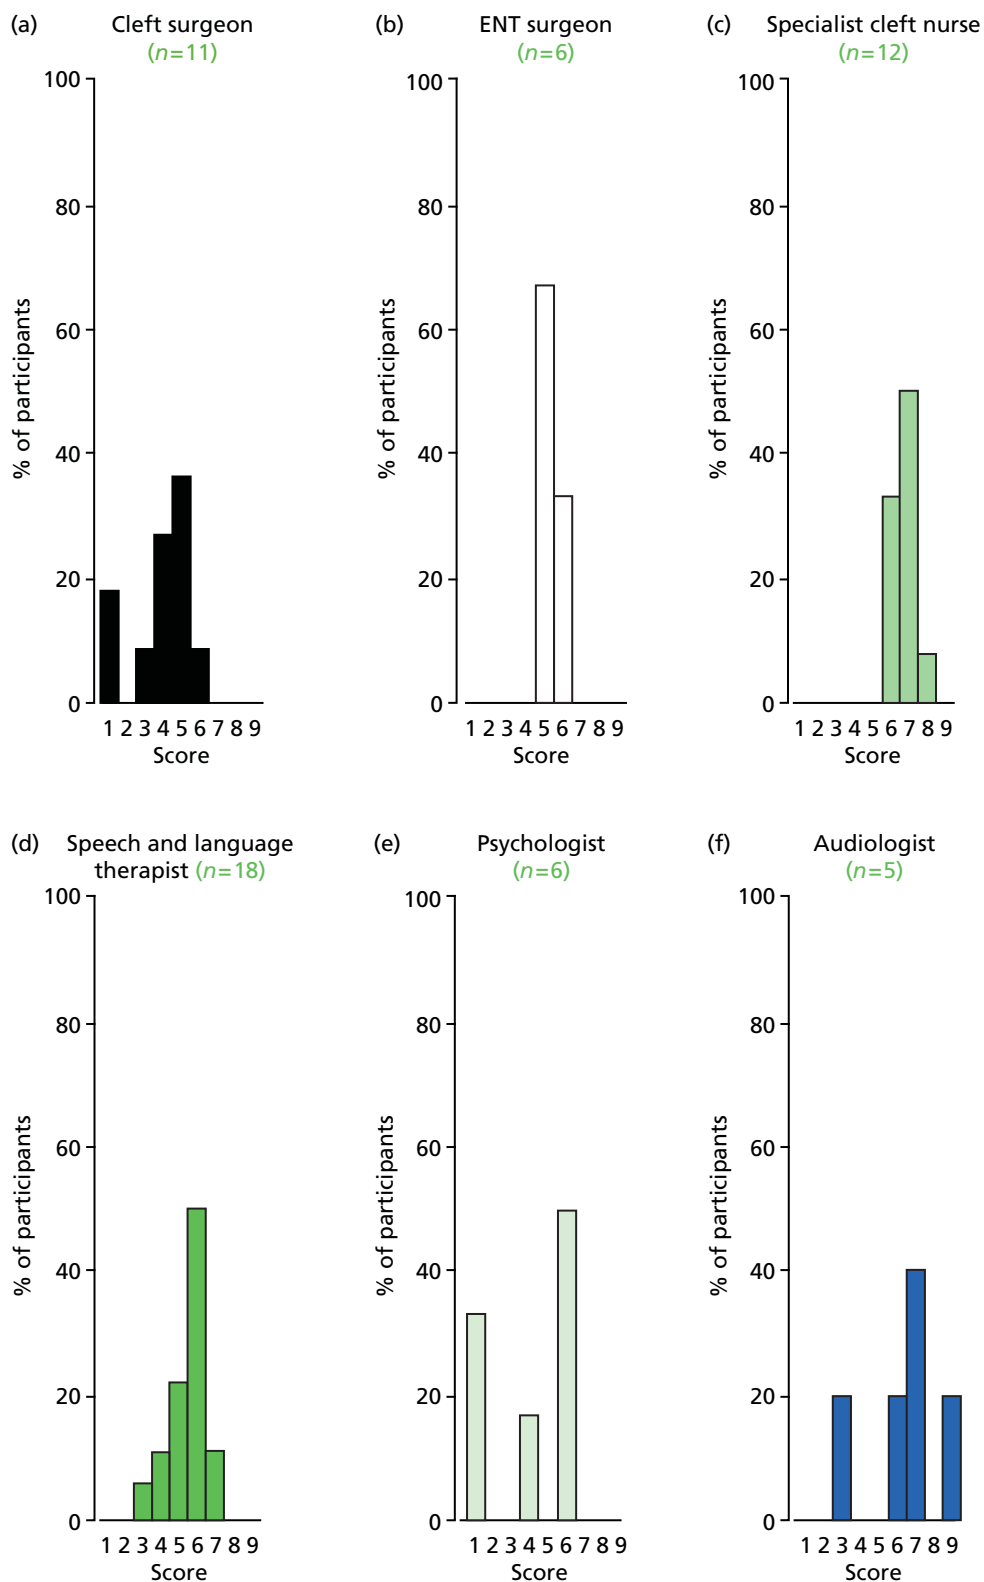 (a) Cleft surgeon
(n=11)
100
80
60
40
20
0
% of participants
1 2 3 4 5 6 7 8 9
Score
(b) ENT surgeon
(n=6)
100
80
60
40
20
0
% of participants
1 2 3 4 5 6 7 8 9
Score
(c) Specialist cleft nurse
(n=12)
100
80
60
40
20
0
% of participants
1 2 3 4 5 6 7 8 9
Score
(d) Speech and language
therapist (n=18)
100
80
60
40
20
0
% of participants
1 2 3 4 5 6 7 8 9
Score
(e) Psychologist
(n=6)
100
80
60
40
20
0
% of participants
1 2 3 4 5 6 7 8 9
Score
(f) Audiologist
(n=5)
100
80
60
40
20
0
% of participants
1 2 3 4 5 6 7 8 9
Score